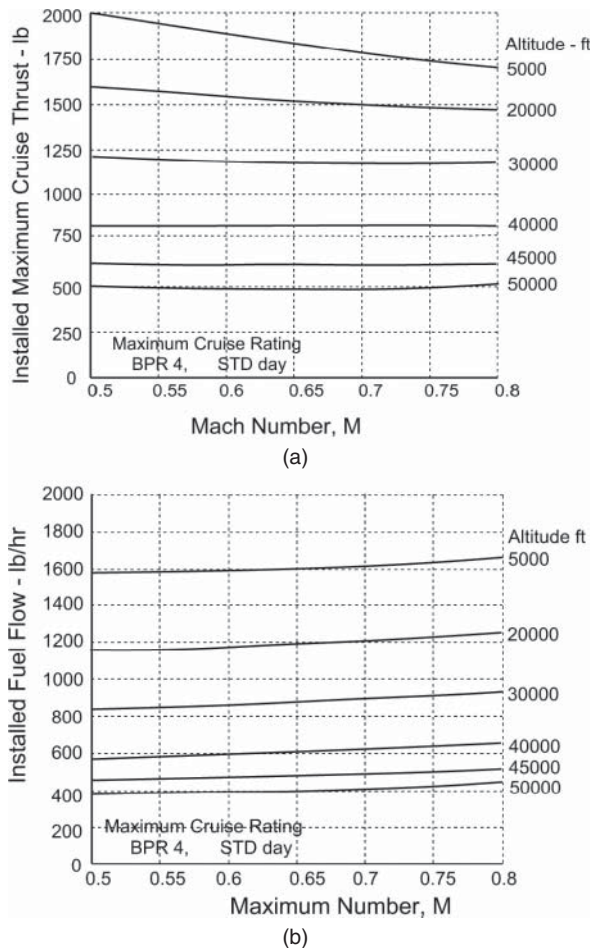 2000
1750
1500
1250
1000
750
500
250
0
Installed Maximum Cruise Thrust - lb
Altitude - ft
5000
20000
30000
40000
45000
50000
Maximum Cruise Rating
BPR 4, STD day
0.5 0.55 0.6 0.65 0.7 0.75 0.8
Mach Number, M
(a)
2000
1800
1600
1400
1200
1000
800
600
400
200
0
Installed Fuel Flow - lb/hr
Altitude ft
5000
20000
30000
40000
45000
50000
Maximum Cruise Rating
BPR 4, STD day
0.5 0.55 0.6 0.65 0.7 0.75 0.8
Maximum Number, M
(b)